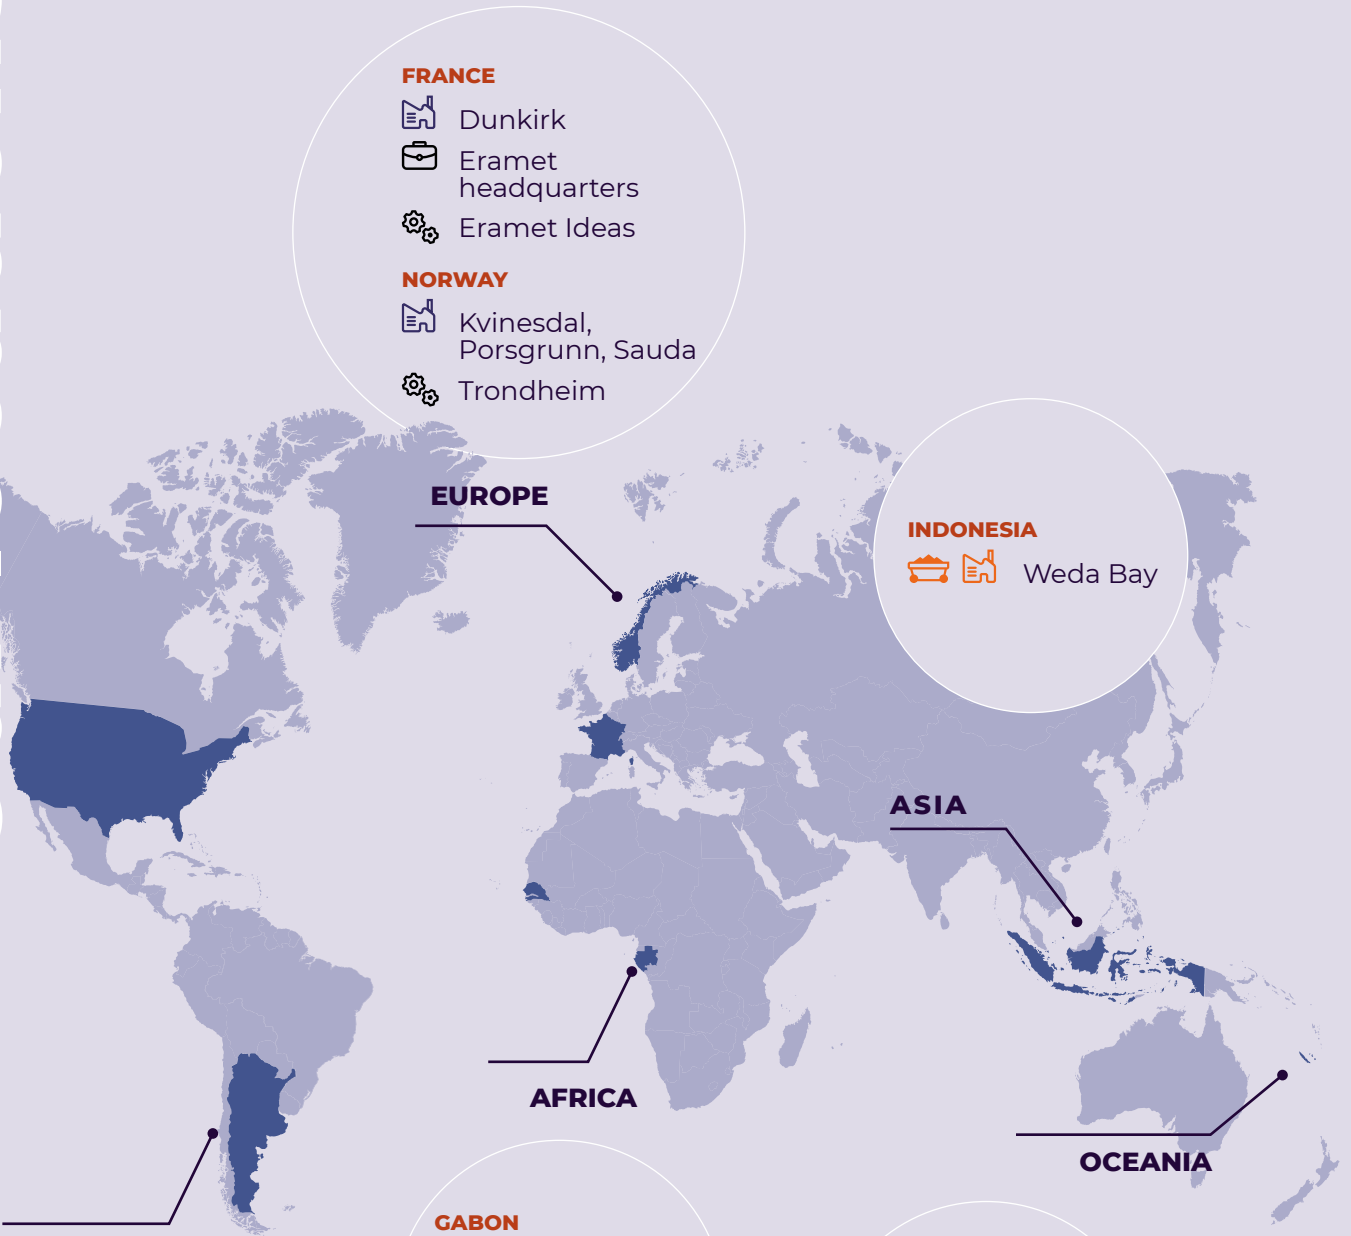 FRANCE
Dunkirk
Eramet
headquarters
Eramet Ideas
NORWAY
Kvinesdal,
Porsgrunn, Sauda
Trondheim
EUROPE
INDONESIA
Weda Bay
ASIA
AFRICA
OCEANIA
GABON